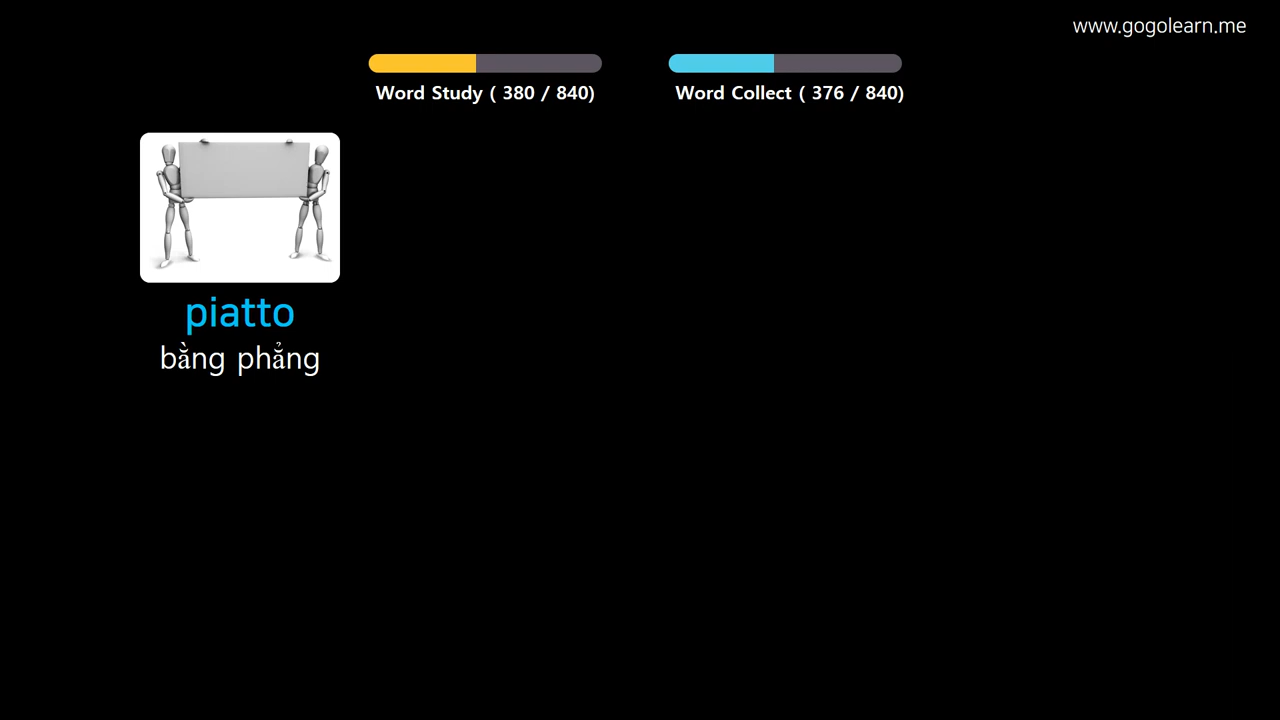 www.gogolearn.me
Word Study ( 380 / 840)
Word Collect ( 376 / 840)
piatto
bằng phẳng